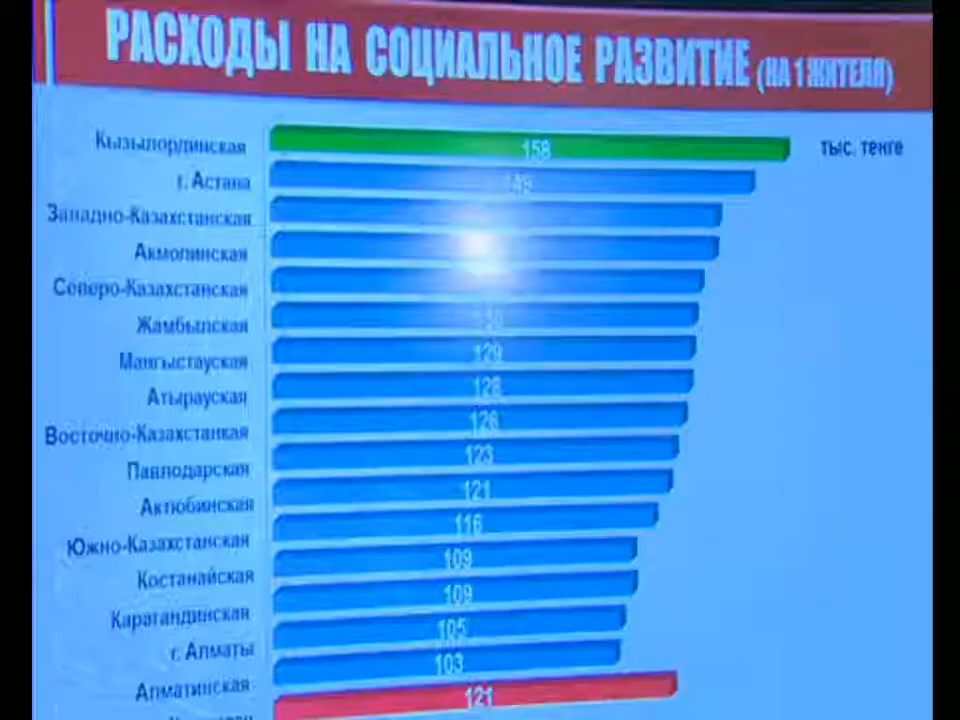 РАСХОДЫ НА СОЦИАЛЬНОЕ РАЗВИТИЕ (НА 1 ЖИТЕЛЯ)
тыс. тенге
Кызылординская 158
г. Астана
Западно-Казахстанская
Акмолинская
Северо-Казахстанская
Жамбылская
Мангыстауская 129
Атырауская 128
Восточно-Казахстанкая 126
Павлодарская 123
Актюбинская 121
Южно-Казахстанская 116
Костанайская 109
Карагандинская 109
г. Алматы 105
Алматинская 103
121